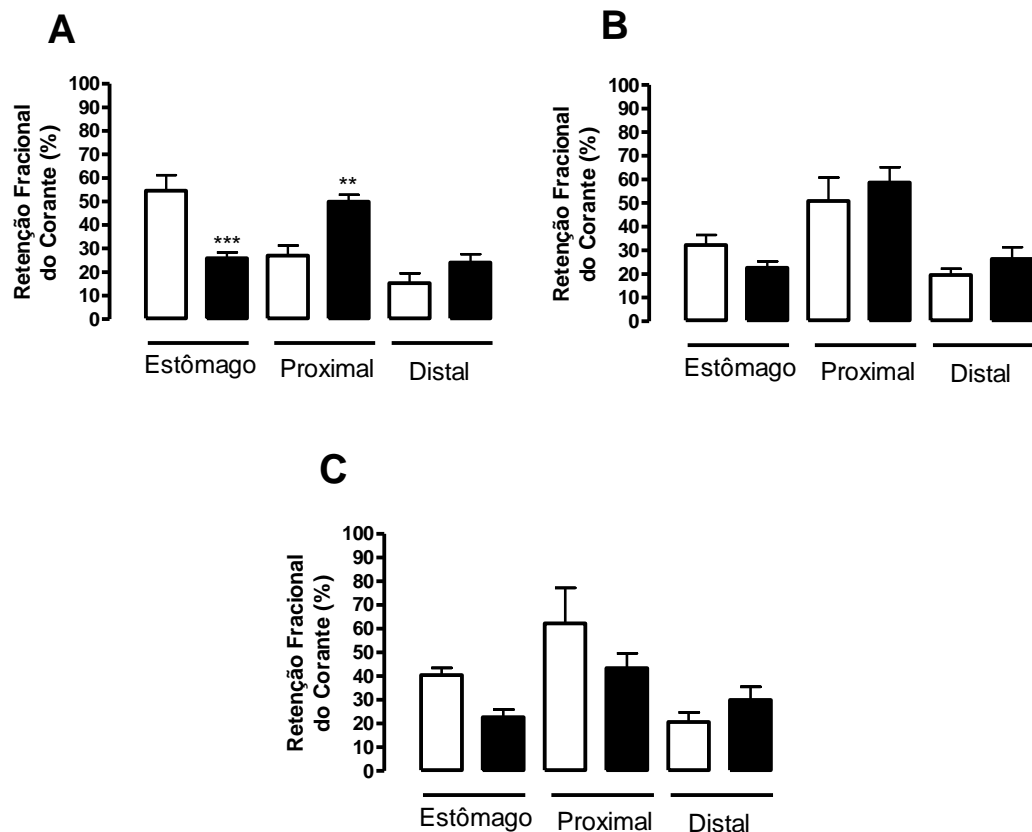 A
Retenção Fracional
do Corante (%)
100
90
80
70
60
50
40
30
20
10
0
***
**
Estômago
Proximal
Distal
B
Retenção Fracional
do Corante (%)
100
90
80
70
60
50
40
30
20
10
0
Estômago
Proximal
Distal
C
Retenção Fracional
do Corante (%)
100
90
80
70
60
50
40
30
20
10
0
Estômago
Proximal
Distal